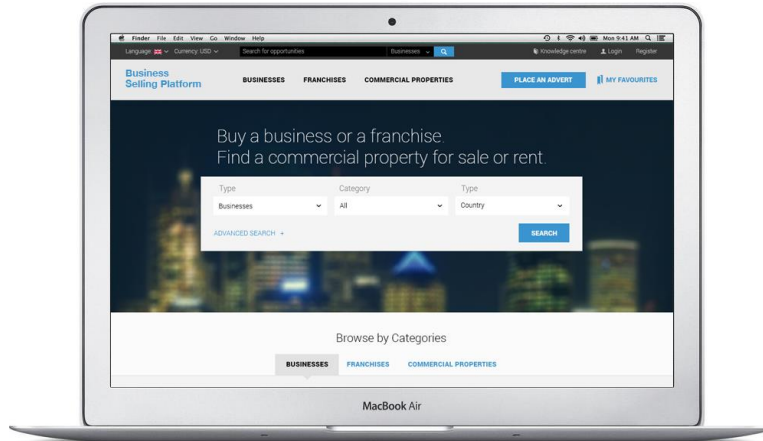 Finder File Edit View Go Window Help
Mon 9:41 AM
Language: Currency: USD
Search for opportunities
Businesses
Knowledge centre
Login
Register
Business
Selling Platform
BUSINESSES
FRANCHISES
COMMERCIAL PROPERTIES
PLACE AN ADVERT
MY FAVOURITES
Buy a business or a franchise.
Find a commercial property for sale or rent.
Type
Category
Type
Businesses
All
Country
ADVANCED SEARCH +
SEARCH
Browse by Categories
BUSINESSES
FRANCHISES
COMMERCIAL PROPERTIES
MacBook Air